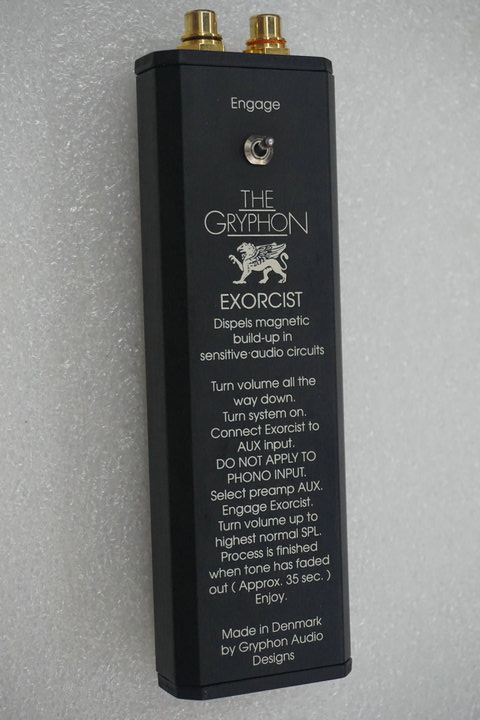 Engage
THE
GRYPHON
EXORCIST
Dispels magnetic
build-up in
sensitive·audio circuits
Turn volume all the
way down.
Turn system on.
Connect Exorcist to
AUX input.
DO NOT APPLY TO
PHONO INPUT.
Select preamp AUX.
Engage Exorcist.
Turn volume up to
highest normal SPL.
Process is finished
when tone has faded
out ( Approx. 35 sec. )
Enjoy.
Made in Denmark
by Gryphon Audio
Designs